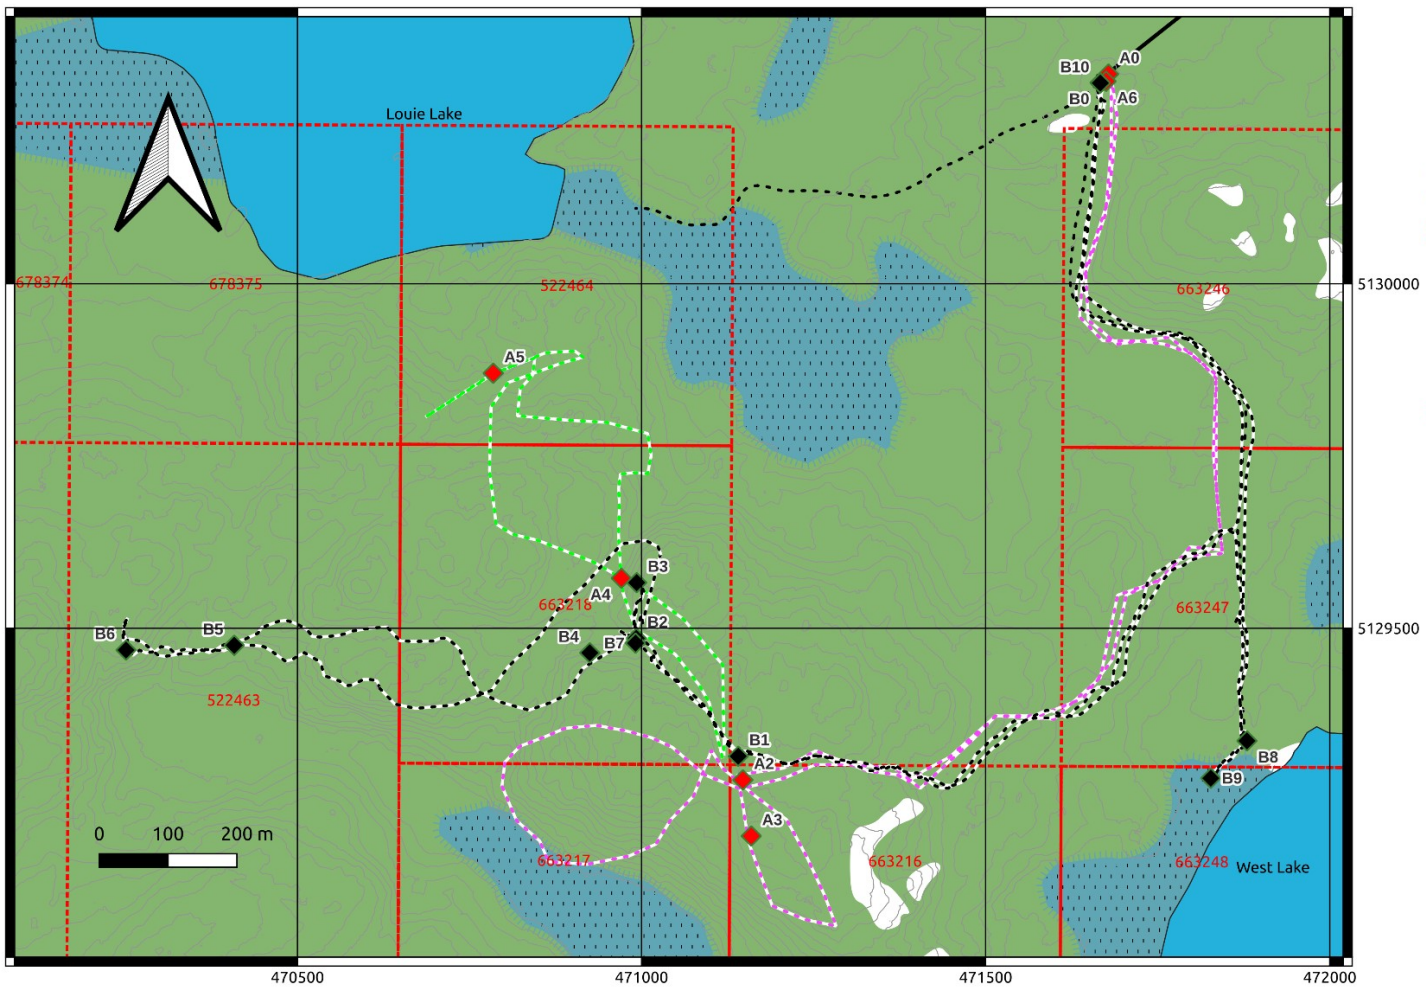 A0
B10
B0
A6
Louie Lake
678374
678375
522464
663246
5130000
A5
B3
A4
663218
663247
B2
B6
B5
B4
B7
5129500
522463
B1
A2
B8
B9
A3
0 100 200 m
663217
663216
663248
West Lake
470500
471000
471500
472000